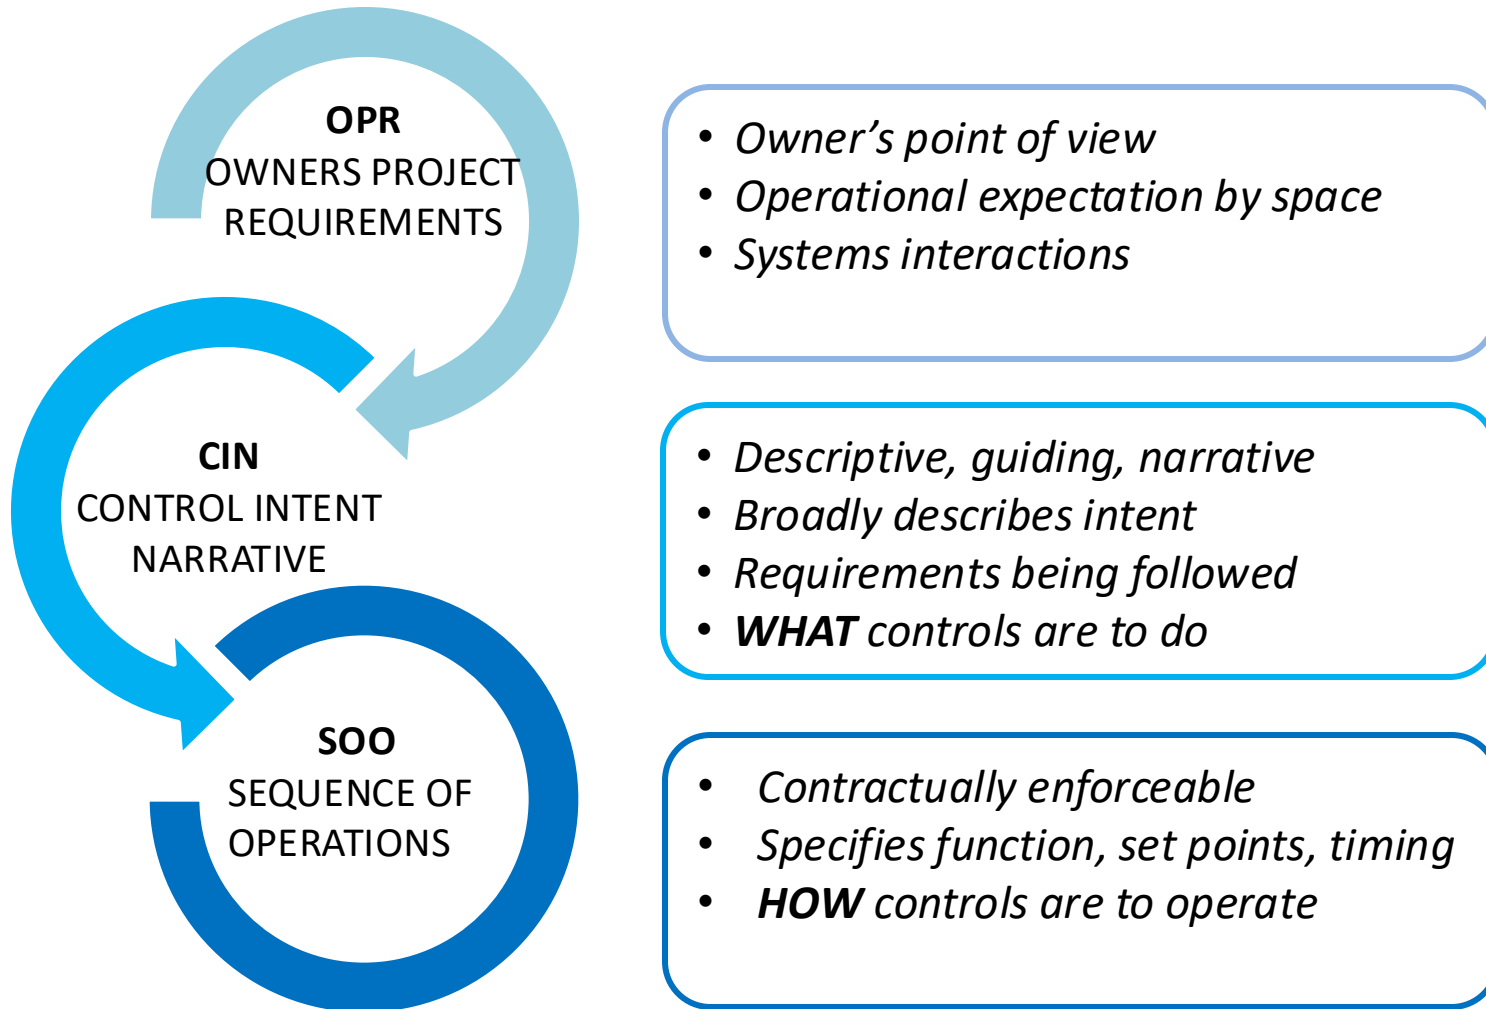 OPR
OWNERS PROJECT
REQUIREMENTS
• Owner’s point of view
• Operational expectation by space
• Systems interactions
CIN
CONTROL INTENT
NARRATIVE
• Descriptive, guiding, narrative
• Broadly describes intent
• Requirements being followed
• WHAT controls are to do
SOO
SEQUENCE OF
OPERATIONS
• Contractually enforceable
• Specifies function, set points, timing
• HOW controls are to operate